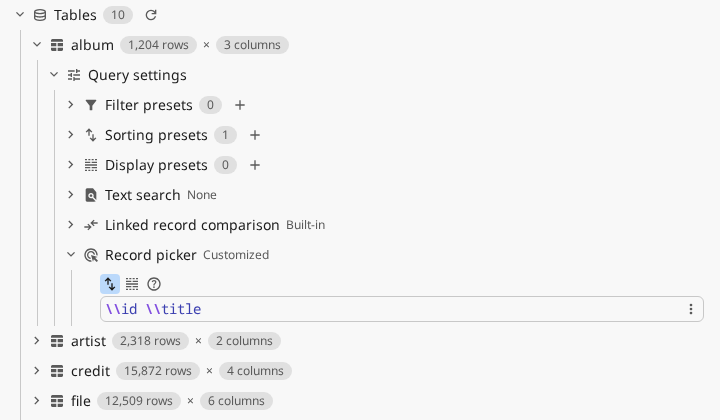 Tables 10
album 1,204 rows × 3 columns
Query settings
Filter presets 0 +
Sorting presets 1 +
Display presets 0 +
Text search None
Linked record comparison Built-in
Record picker Customized
\\id \\title
artist 2,318 rows × 2 columns
credit 15,872 rows × 4 columns
file 12,509 rows × 6 columns